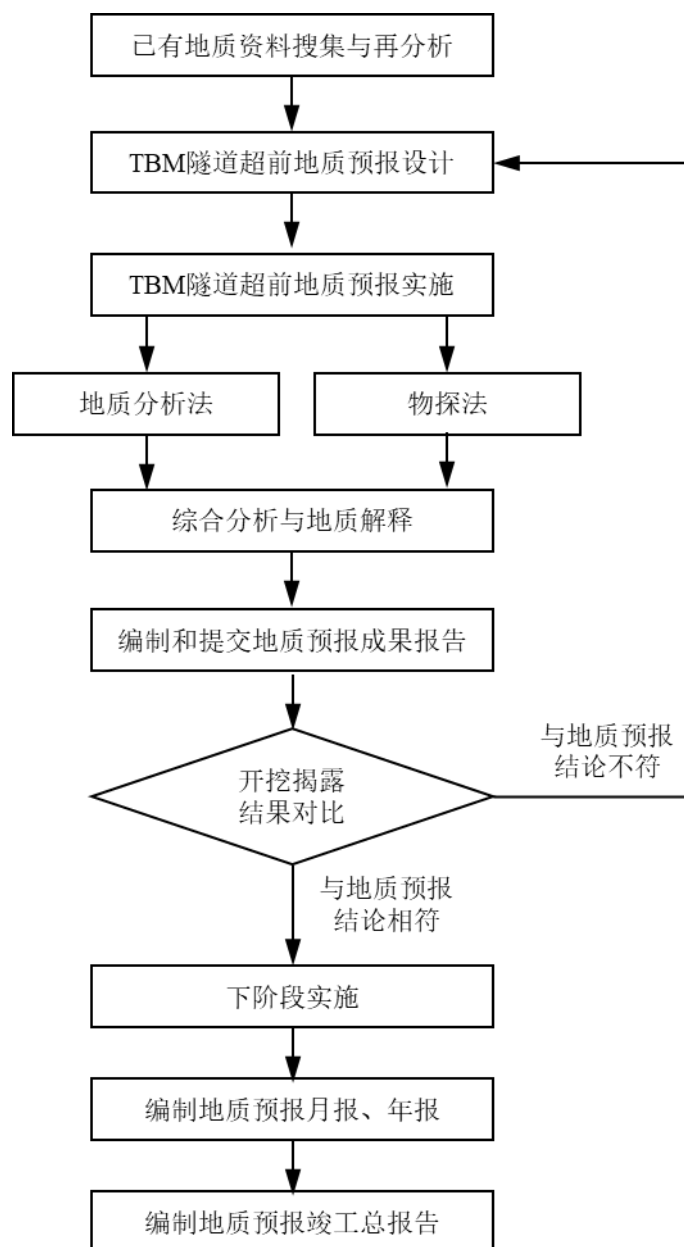 已有地质资料搜集与再分析
TBM隧道超前地质预报设计
TBM隧道超前地质预报实施
地质分析法
物探法
综合分析与地质解释
编制和提交地质预报成果报告
与地质预报
结论不符
开挖揭露
结果对比
与地质预报
结论相符
下阶段实施
编制地质预报月报、年报
编制地质预报竣工总报告